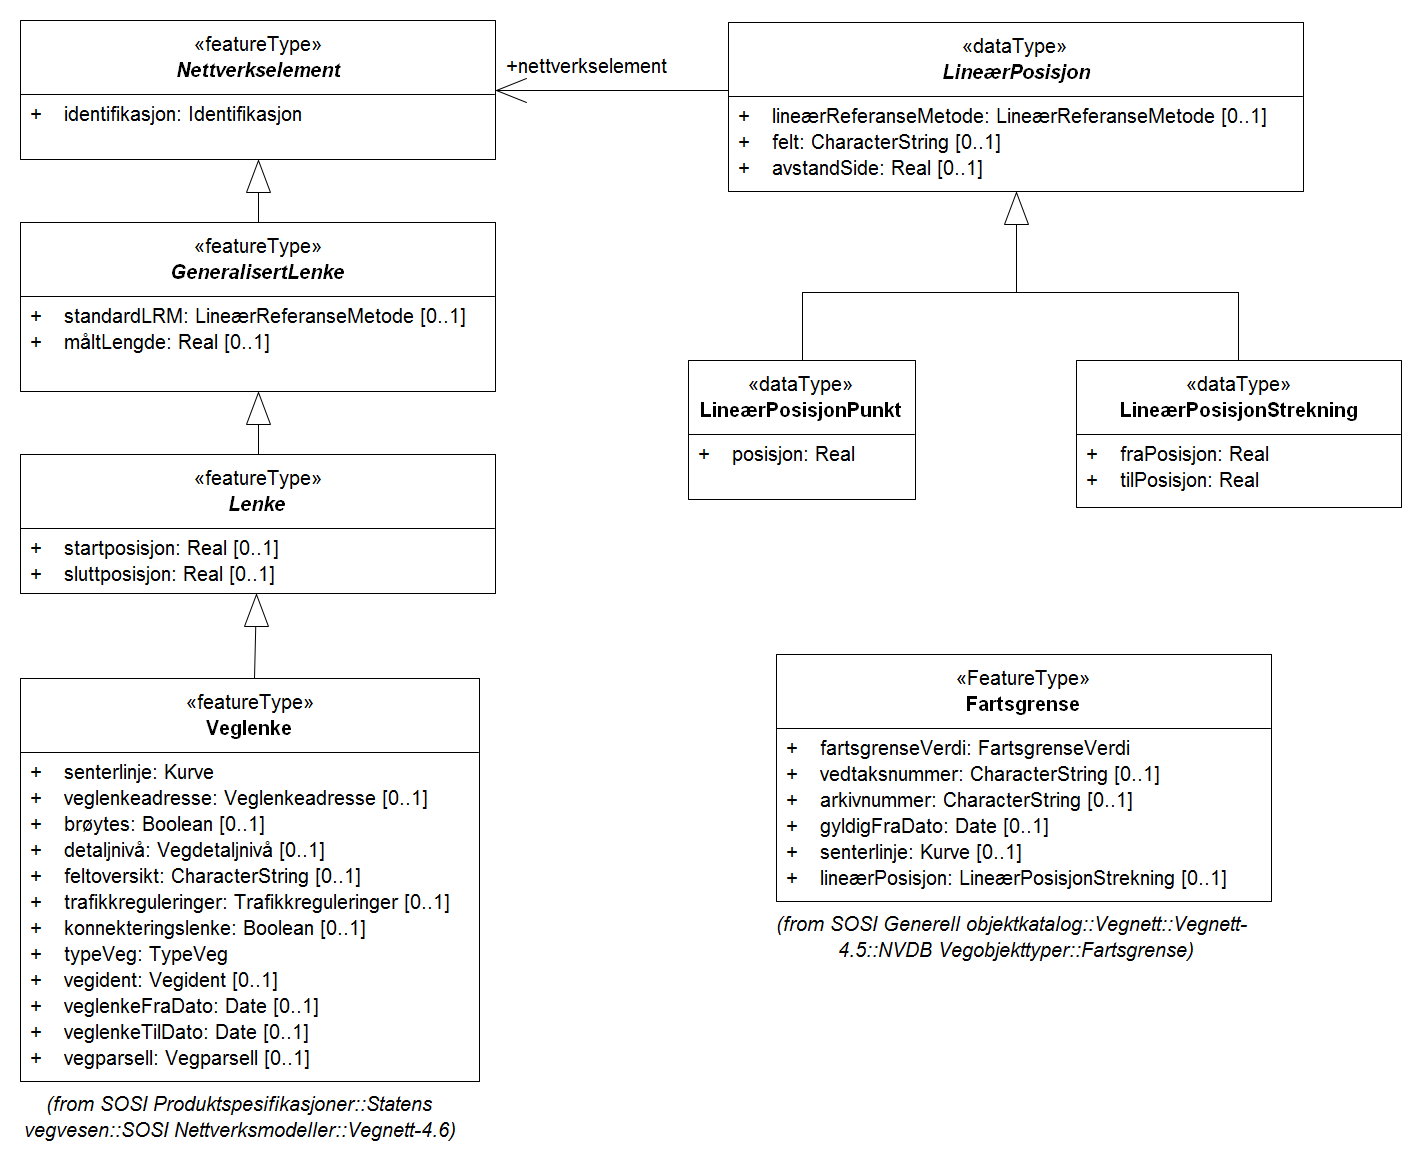 «featureType»
Nettverkselement
+ identifikasjon: Identifikasjon
+nettverkselement
«dataType»
LineærPosisjon
+ lineærReferanseMetode: LineærReferanseMetode [0..1]
+ felt: CharacterString [0..1]
+ avstandSide: Real [0..1]
«featureType»
GeneralisertLenke
+ standardLRM: LineærReferanseMetode [0..1]
+ måltLengde: Real [0..1]
«dataType»
LineærPosisjonPunkt
+ posisjon: Real
«dataType»
LineærPosisjonStrekning
+ fraPosisjon: Real
+ tilPosisjon: Real
«featureType»
Lenke
+ startposisjon: Real [0..1]
+ sluttposisjon: Real [0..1]
«featureType»
Veglenke
+ senterlinje: Kurve
+ veglenkeadresse: Veglenkeadresse [0..1]
+ brøytes: Boolean [0..1]
+ detaljnivå: Vegdetaljnivå [0..1]
+ feltoversikt: CharacterString [0..1]
+ trafikkreguleringer: Trafikkreguleringer [0..1]
+ konnekteringslenke: Boolean [0..1]
+ typeVeg: TypeVeg
+ vegident: Vegident [0..1]
+ veglenkeFraDato: Date [0..1]
+ veglenkeTilDato: Date [0..1]
+ vegparsell: Vegparsell [0..1]
(from SOSI Produktspesifikasjoner::Statens
vegvesen::SOSI Nettverksmodeller::Vegnett-4.6)
«FeatureType»
Fartsgrense
+ fartsgrenseVerdi: FartsgrenseVerdi
+ vedtaksnummer: CharacterString [0..1]
+ arkivnummer: CharacterString [0..1]
+ gyldigFraDato: Date [0..1]
+ senterlinje: Kurve [0..1]
+ lineærPosisjon: LineærPosisjonStrekning [0..1]
(from SOSI Generell objektkatalog::Vegnett::Vegnett-
4.5::NVDB Vegobjekttyper::Fartsgrense)